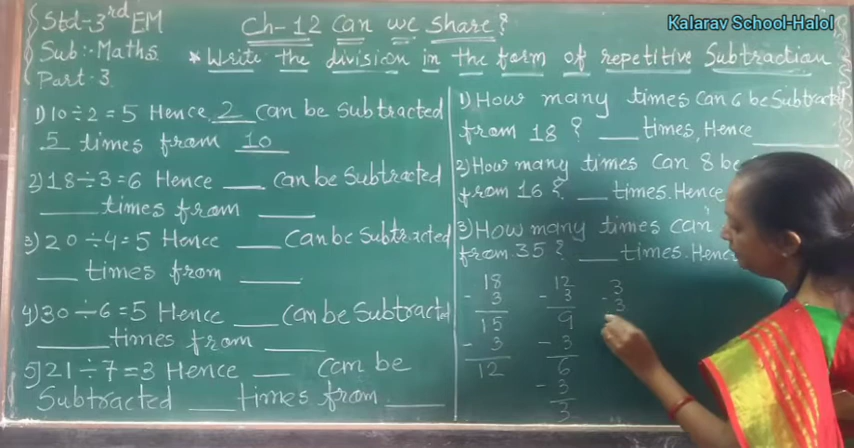 Std-3rd EM
Sub:-Maths
Part-3
Ch-12 Can we Share?
Kalarav School-Halol
* Write the division in the form of repetitive Subtraction
1) 10÷2=5 Hence 2 can be Subtracted
5 times from 10
2) 18÷3=6 Hence ___ can be Subtracted
___ times from ___
3) 20÷4=5 Hence ___ can be Subtracted
___ times from ___
4) 30÷6=5 Hence ___ can be Subtracted
___ times from ___
5) 21÷7=3 Hence ___ can be
Subtracted ___ times from ___
1) How many times can 6 be Subtracted
from 18? ___ times, Hence ___
2) How many times can 8 be
from 16? ___ times. Hence
3) How many times can
from 35? ___ times. Henc
18
- 3
15
- 3
12
12
- 3
9
- 3
6
- 3
3
3
- 3